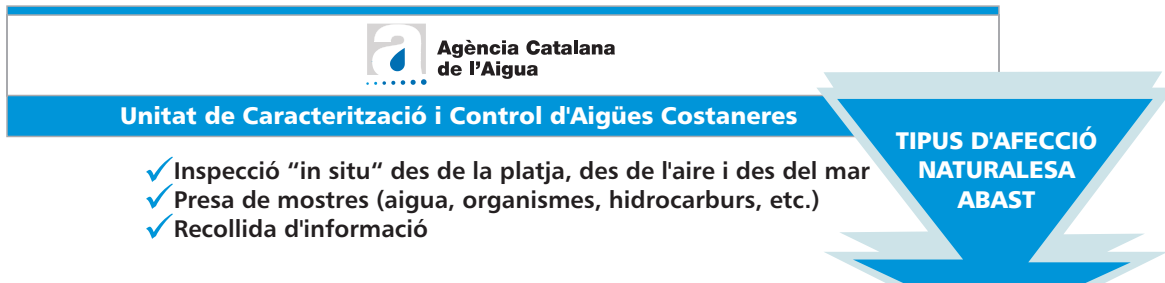 Agència Catalana
de l'Aigua
Unitat de Caracterització i Control d'Aigües Costaneres
TIPUS D'AFECCIÓ
NATURALESA
ABAST
Inspecció “in situ“ des de la platja, des de l'aire i des del mar
Presa de mostres (aigua, organismes, hidrocarburs, etc.)
Recollida d'informació